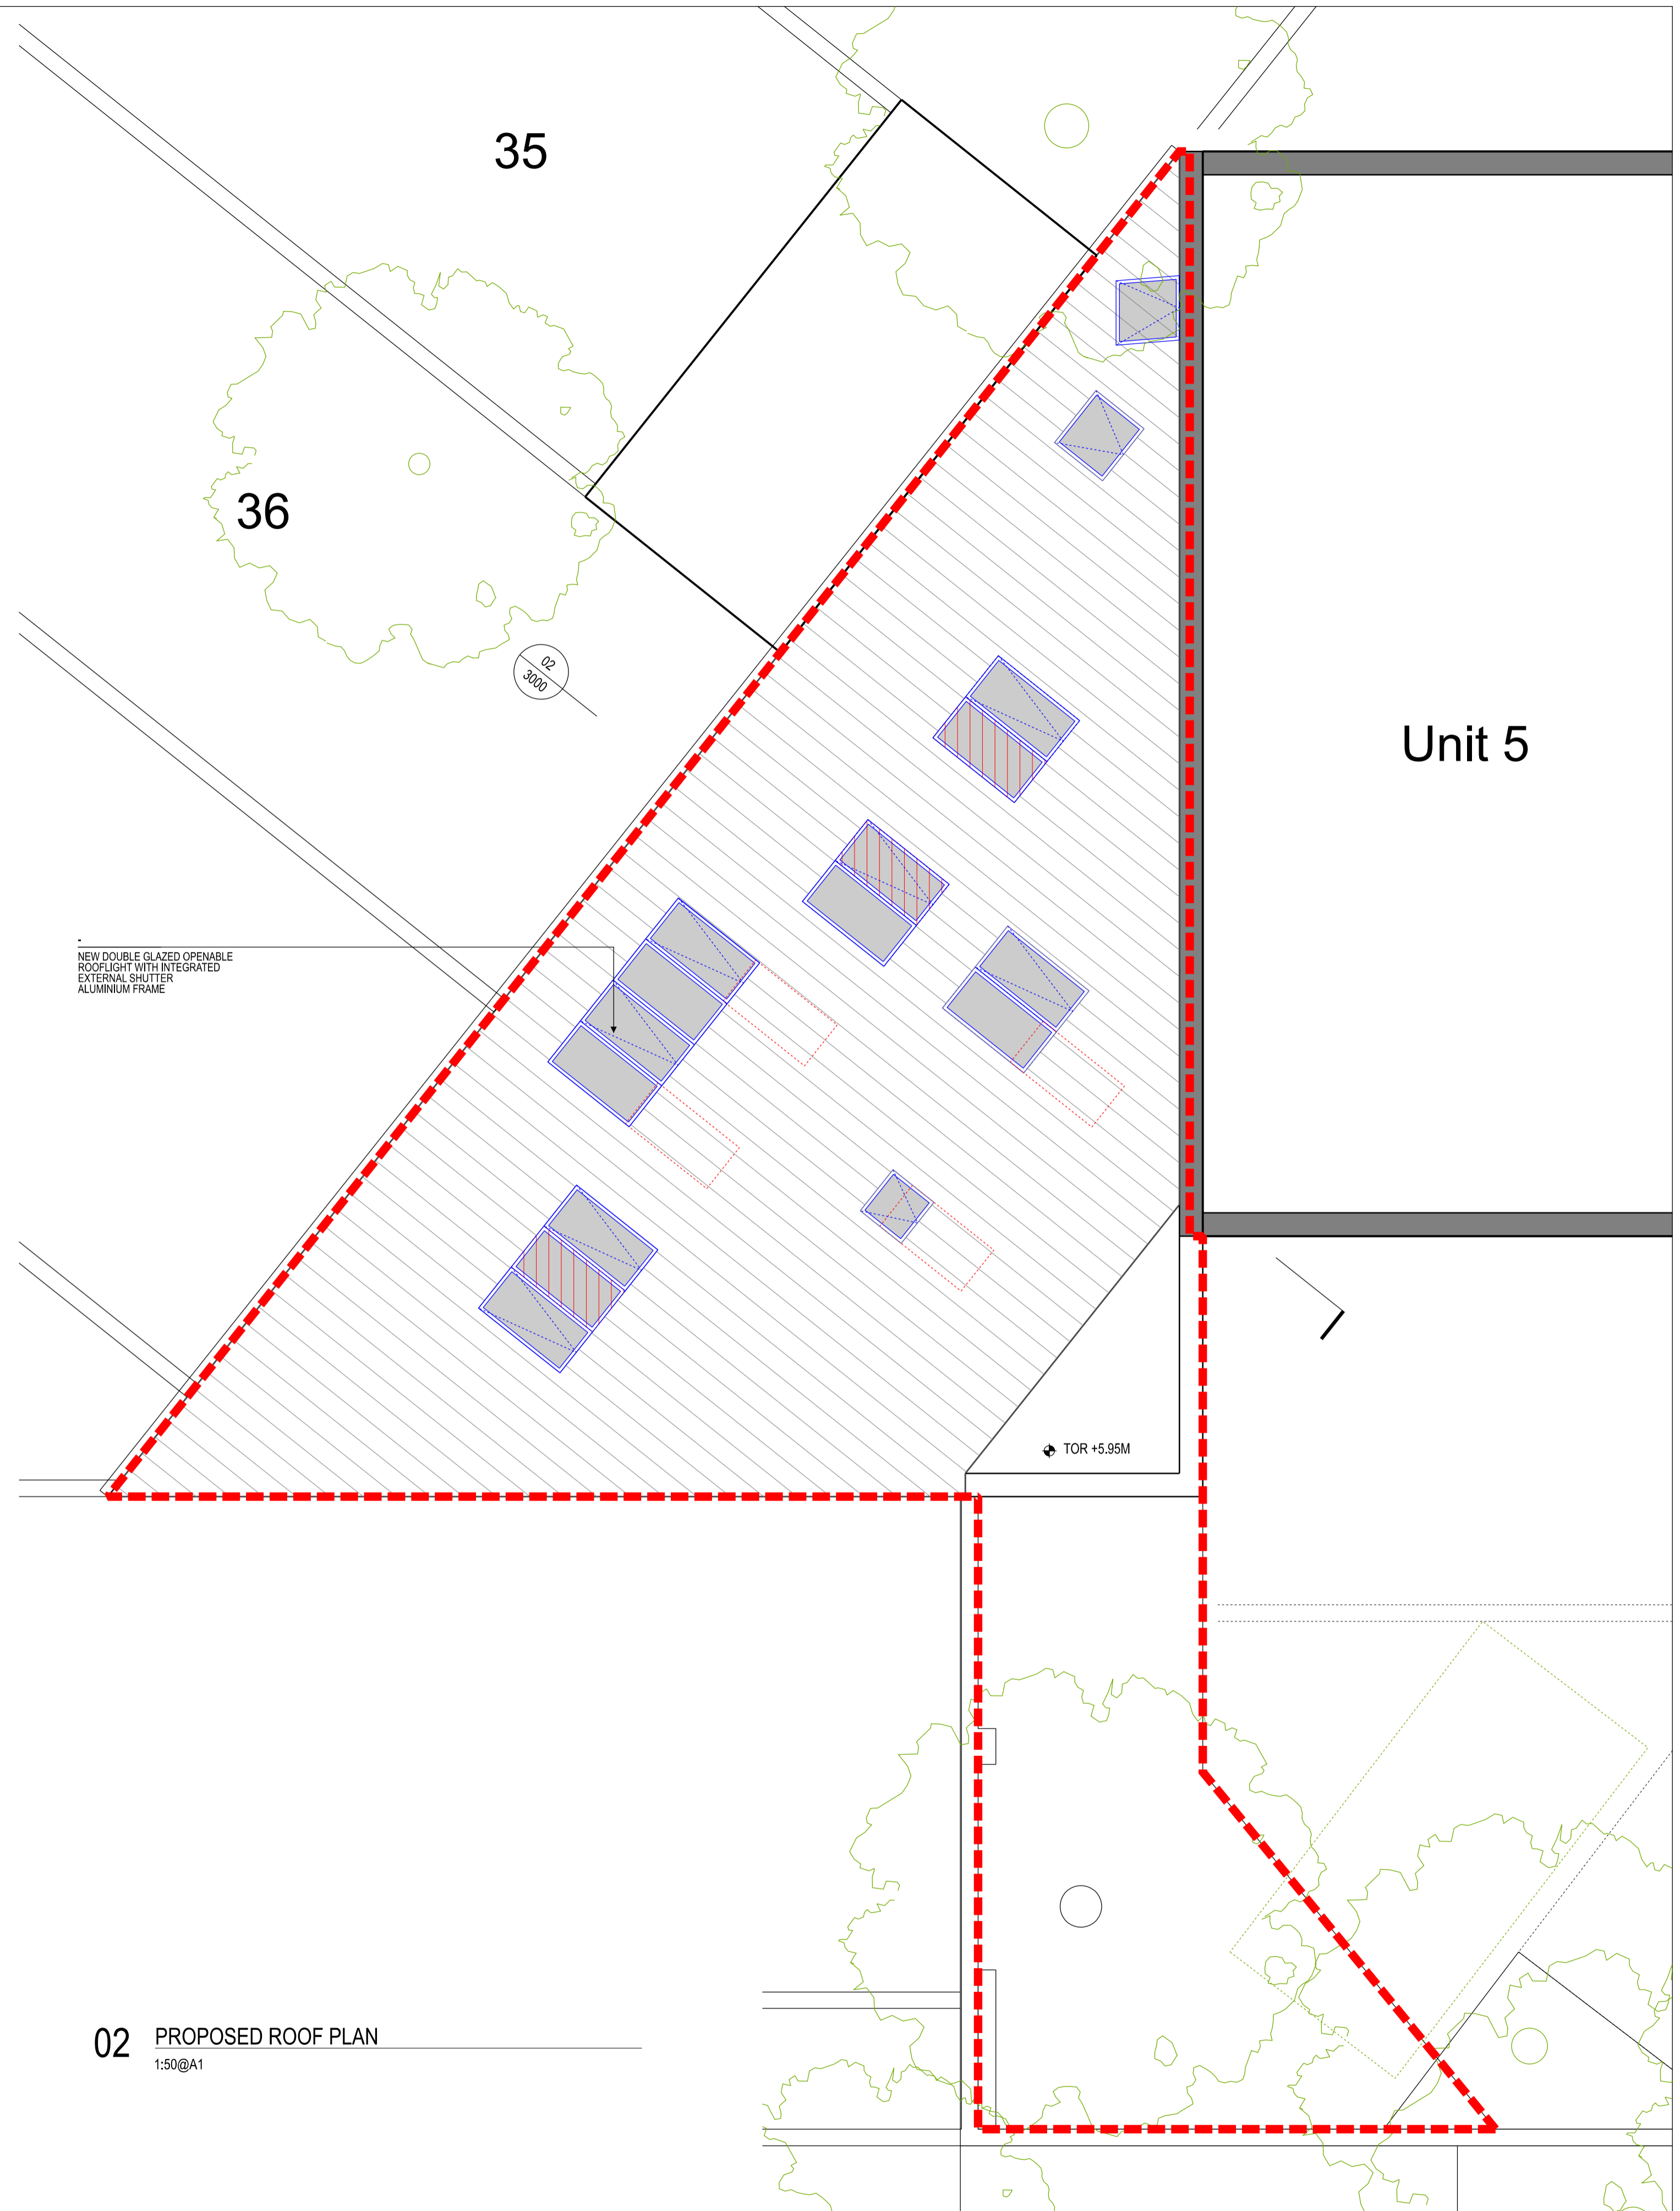 35
36
02
3000
Unit 5
-
NEW DOUBLE GLAZED OPENABLE
ROOFLIGHT WITH INTEGRATED
EXTERNAL SHUTTER
ALUMINIUM FRAME
TOR +5.95M
02 PROPOSED ROOF PLAN
1:50@A1